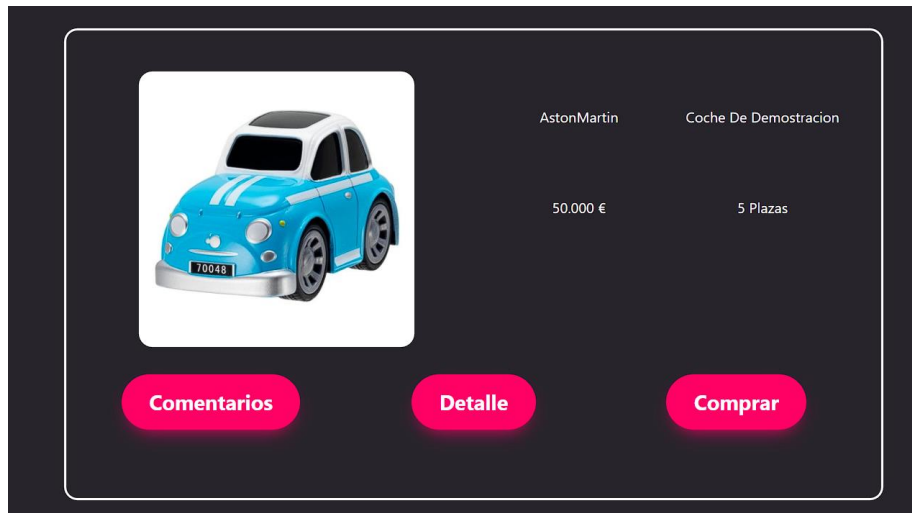 AstonMartin
Coche De Demostracion
50.000 €
5 Plazas
70048
Comentarios
Detalle
Comprar